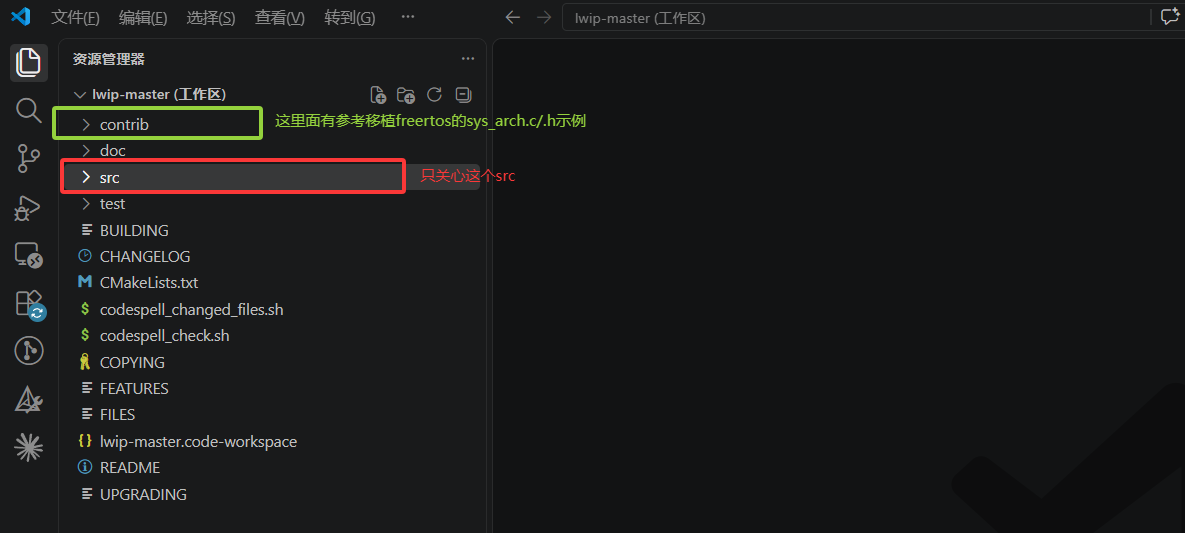 文件(F) 编辑(E) 选择(S) 查看(V) 转到(G) ··· lwip-master (工作区)
资源管理器 ···
lwip-master (工作区)
contrib 这里面有参考移植freertos的sys_arch.c/.h示例
doc
src 只关心这个src
test
BUILDING
CHANGELOG
M CMakeLists.txt
$ codespell_changed_files.sh
$ codespell_check.sh
COPYING
FEATURES
FILES
{} lwip-master.code-workspace
README
UPGRADING